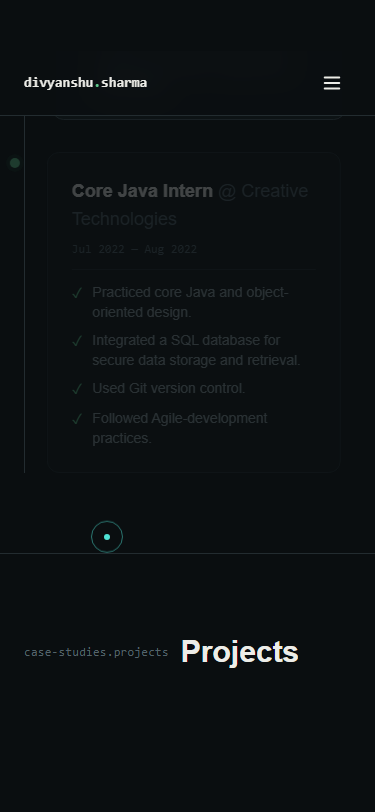 divyanshu.sharma
Core Java Intern @ Creative
Technologies
Jul 2022 — Aug 2022
✓ Practiced core Java and object-
oriented design.
✓ Integrated a SQL database for
secure data storage and retrieval.
✓ Used Git version control.
✓ Followed Agile-development
practices.
case-studies.projects Projects